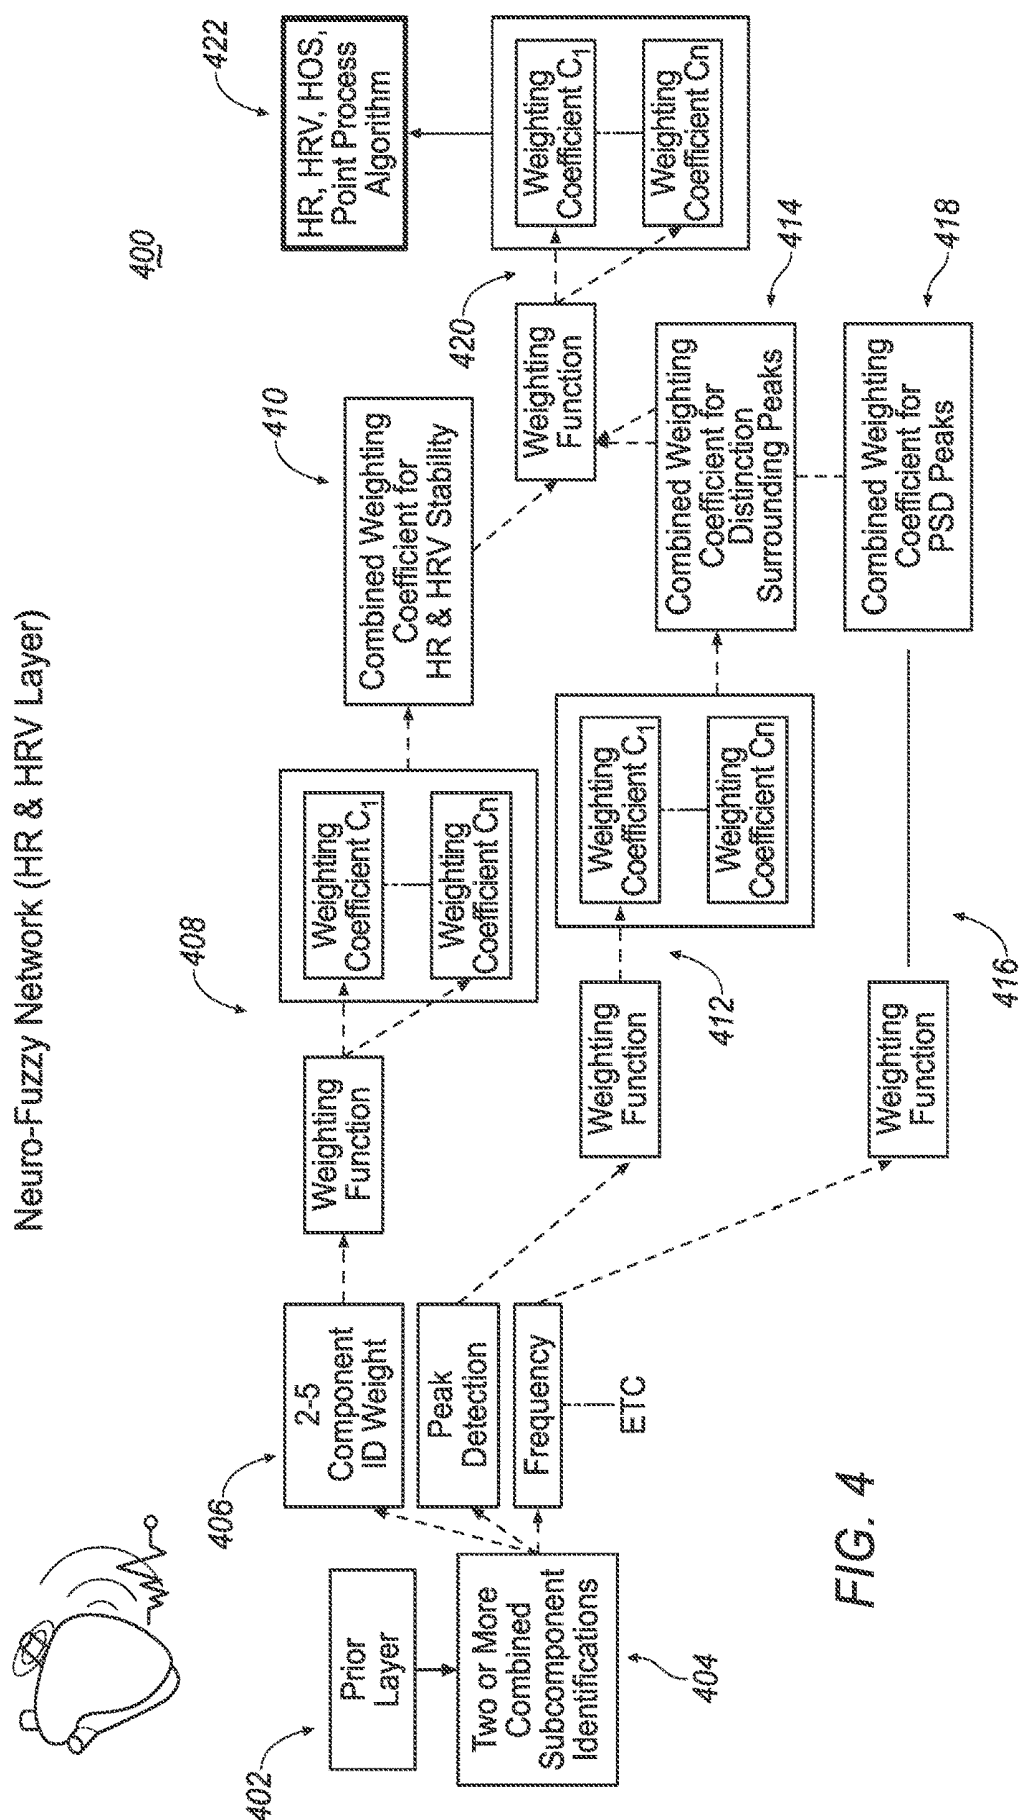 Neuro-Fuzzy Network (HR & HRV Layer)
400
402
Prior
Layer
Two or More
Combined
Subcomponent
Identifications
404
406
2-5
Component
ID Weight
Peak
Detection
Frequency
ETC
408
Weighting
Function
Weighting
Coefficient C1
Weighting
Coefficient Cn
410
Combined Weighting
Coefficient for
HR & HRV Stability
Weighting
Function
412
Weighting
Coefficient C1
Weighting
Coefficient Cn
Combined Weighting
Coefficient for
Distinction
Surrounding Peaks
414
Weighting
Function
416
Combined Weighting
Coefficient for
PSD Peaks
418
420
Weighting
Function
Weighting
Coefficient C1
Weighting
Coefficient Cn
422
HR, HRV, HOS,
Point Process
Algorithm
FIG. 4